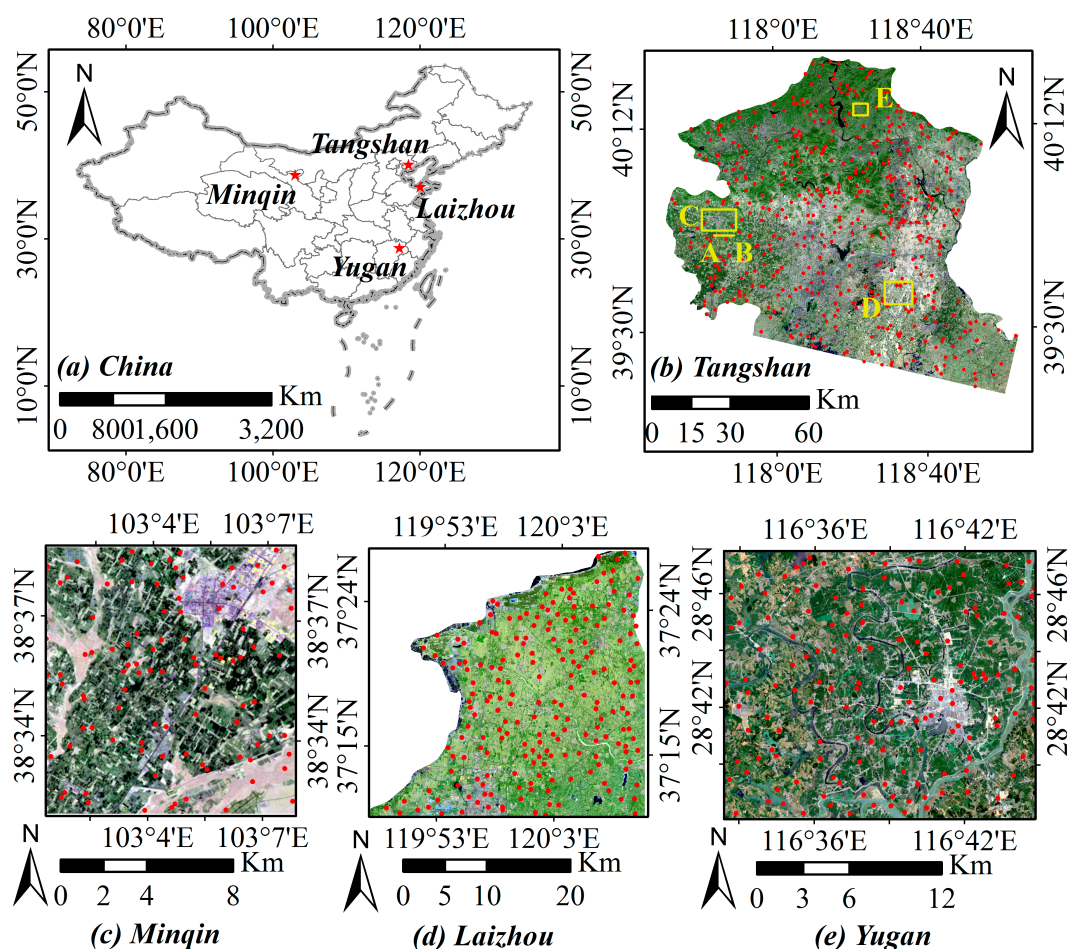 80°0'E 100°0'E 120°0'E
50°0'N
30°0'N
10°0'N
N
Tangshan
Minqin
Laizhou
Yugan
(a) China
Km
0 800 1,600 3,200
50°0'N
30°0'N
10°0'N
80°0'E 100°0'E 120°0'E
118°0'E 118°40'E
40°12'N
39°30'N
N
E
C
A B
D
(b) Tangshan
Km
0 15 30 60
40°12'N
39°30'N
118°0'E 118°40'E
103°4'E 103°7'E
38°37'N
38°34'N
38°37'N
38°34'N
103°4'E 103°7'E
N
Km
0 2 4 8
(c) Minqin
119°53'E 120°3'E
37°24'N
37°15'N
37°24'N
37°15'N
119°53'E 120°3'E
N
Km
0 5 10 20
(d) Laizhou
116°36'E 116°42'E
28°46'N
28°42'N
28°46'N
28°42'N
116°36'E 116°42'E
N
Km
0 3 6 12
(e) Yugan